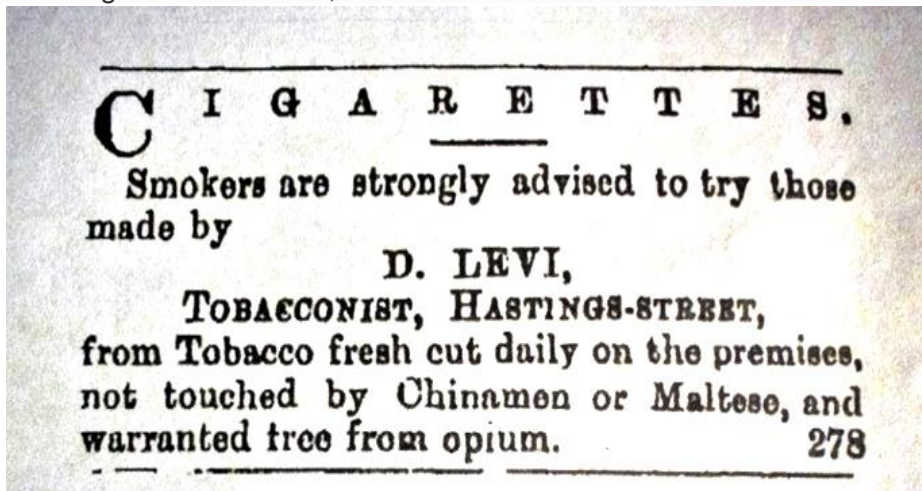 CIGARETTES.
Smokers are strongly advised to try those
made by
D. LEVI,
TOBACCONIST, HASTINGS-STREET,
from Tobacco fresh cut daily on the premises,
not touched by Chinamen or Maltese, and
warranted free from opium. 278